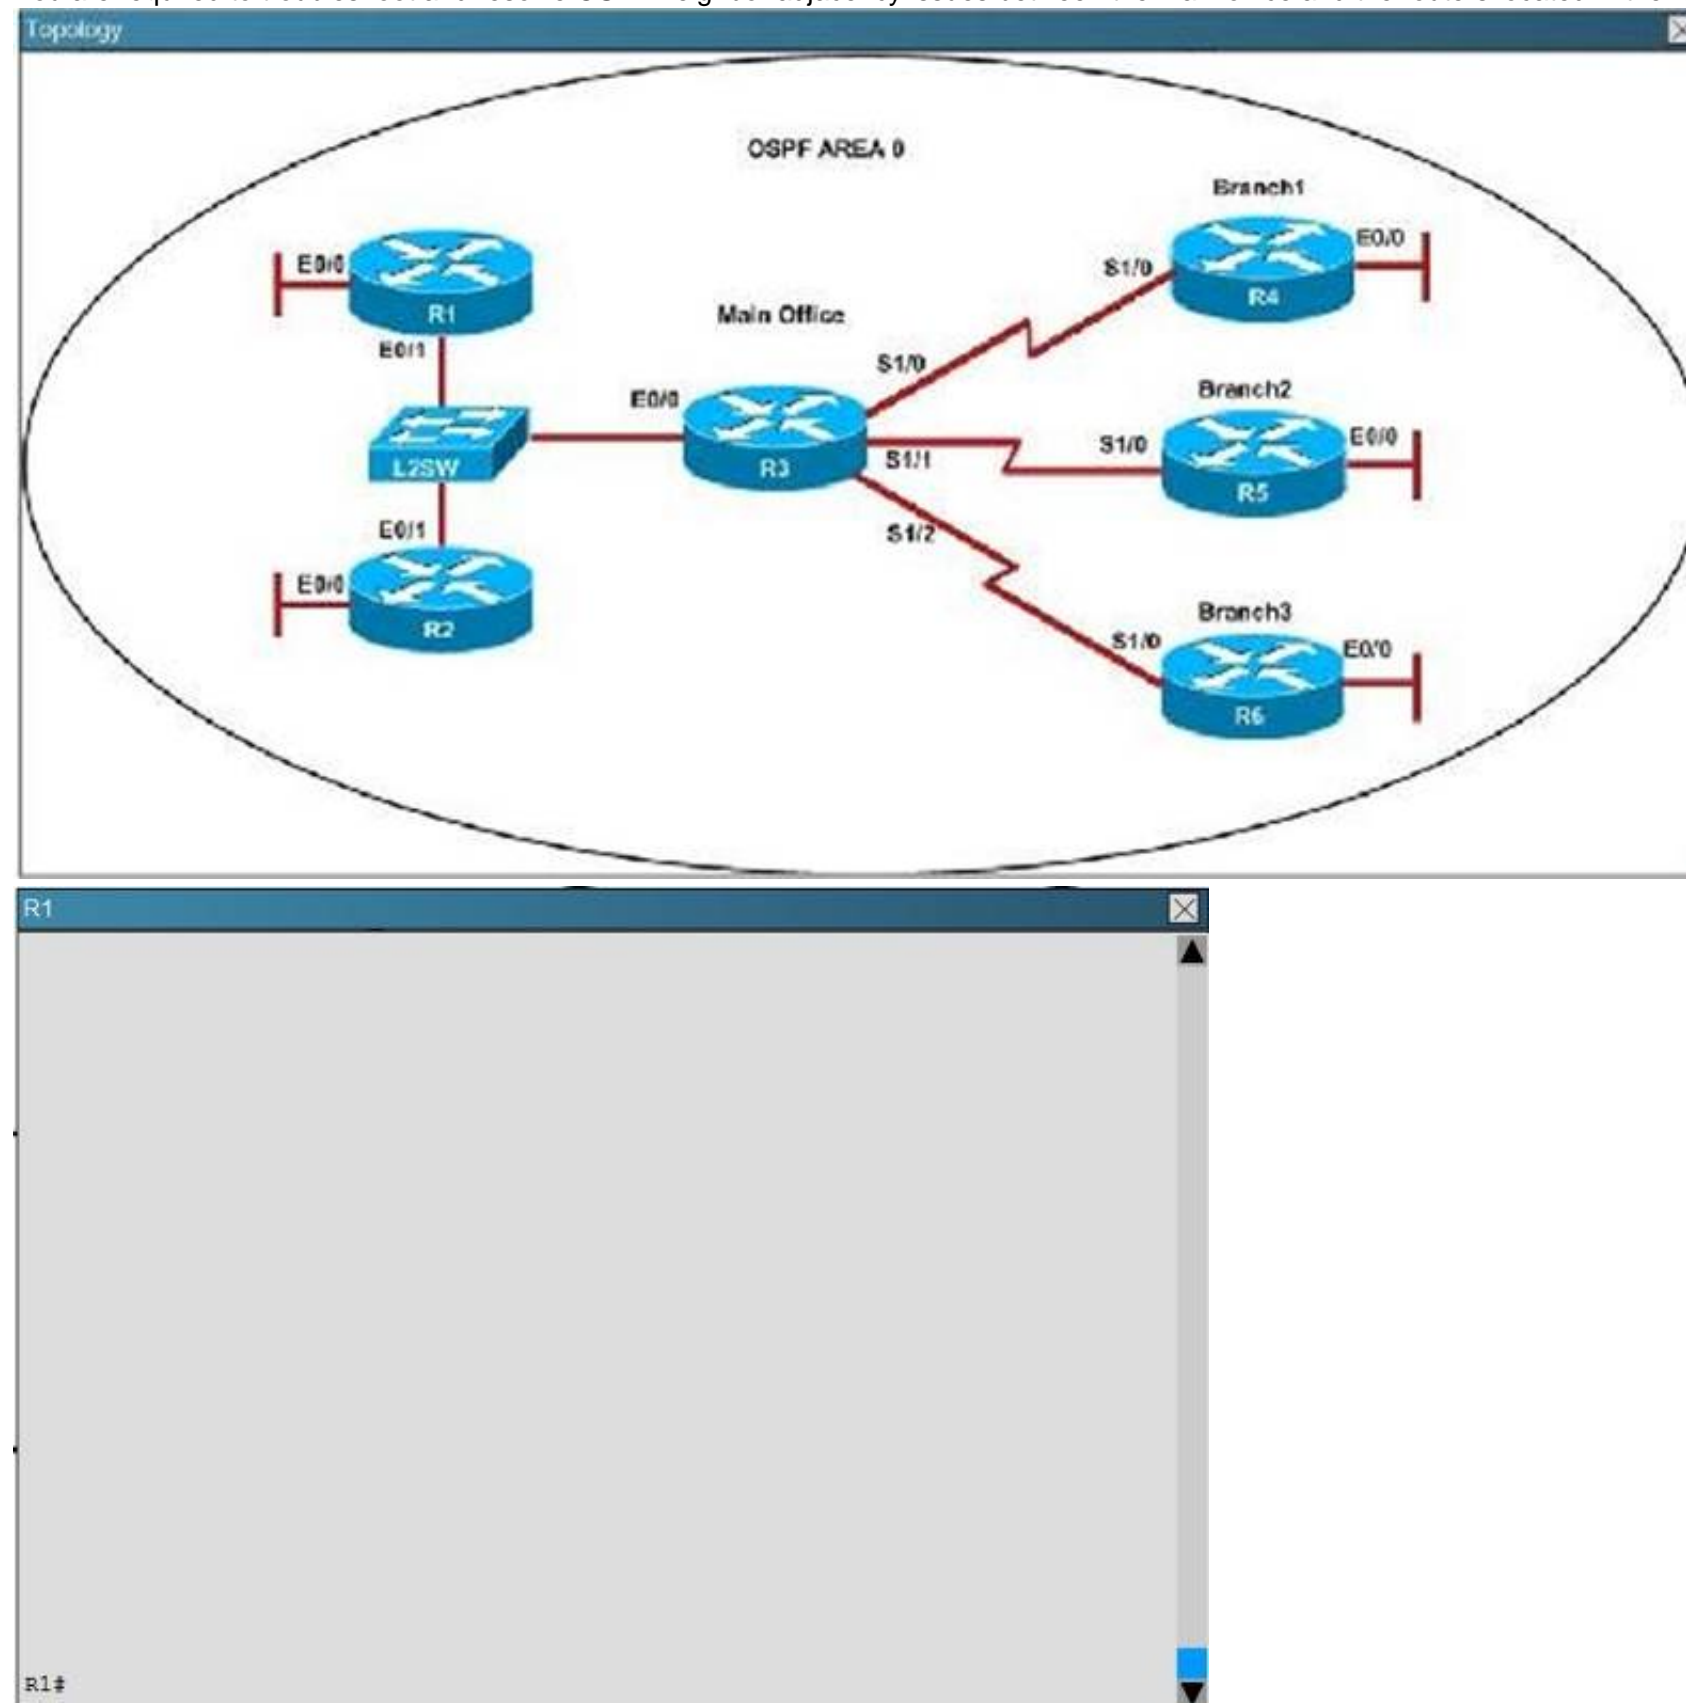 Topology
OSPF AREA 0
Branch1
E0/0
S1/0
R4
E0/0
R1
E0/1
Main Office
S1/0
E0/0
R3
S1/1
Branch2
S1/0
E0/0
R5
L2SW
E0/1
E0/0
R2
S1/2
Branch3
S1/0
E0/0
R6
R1
R1#